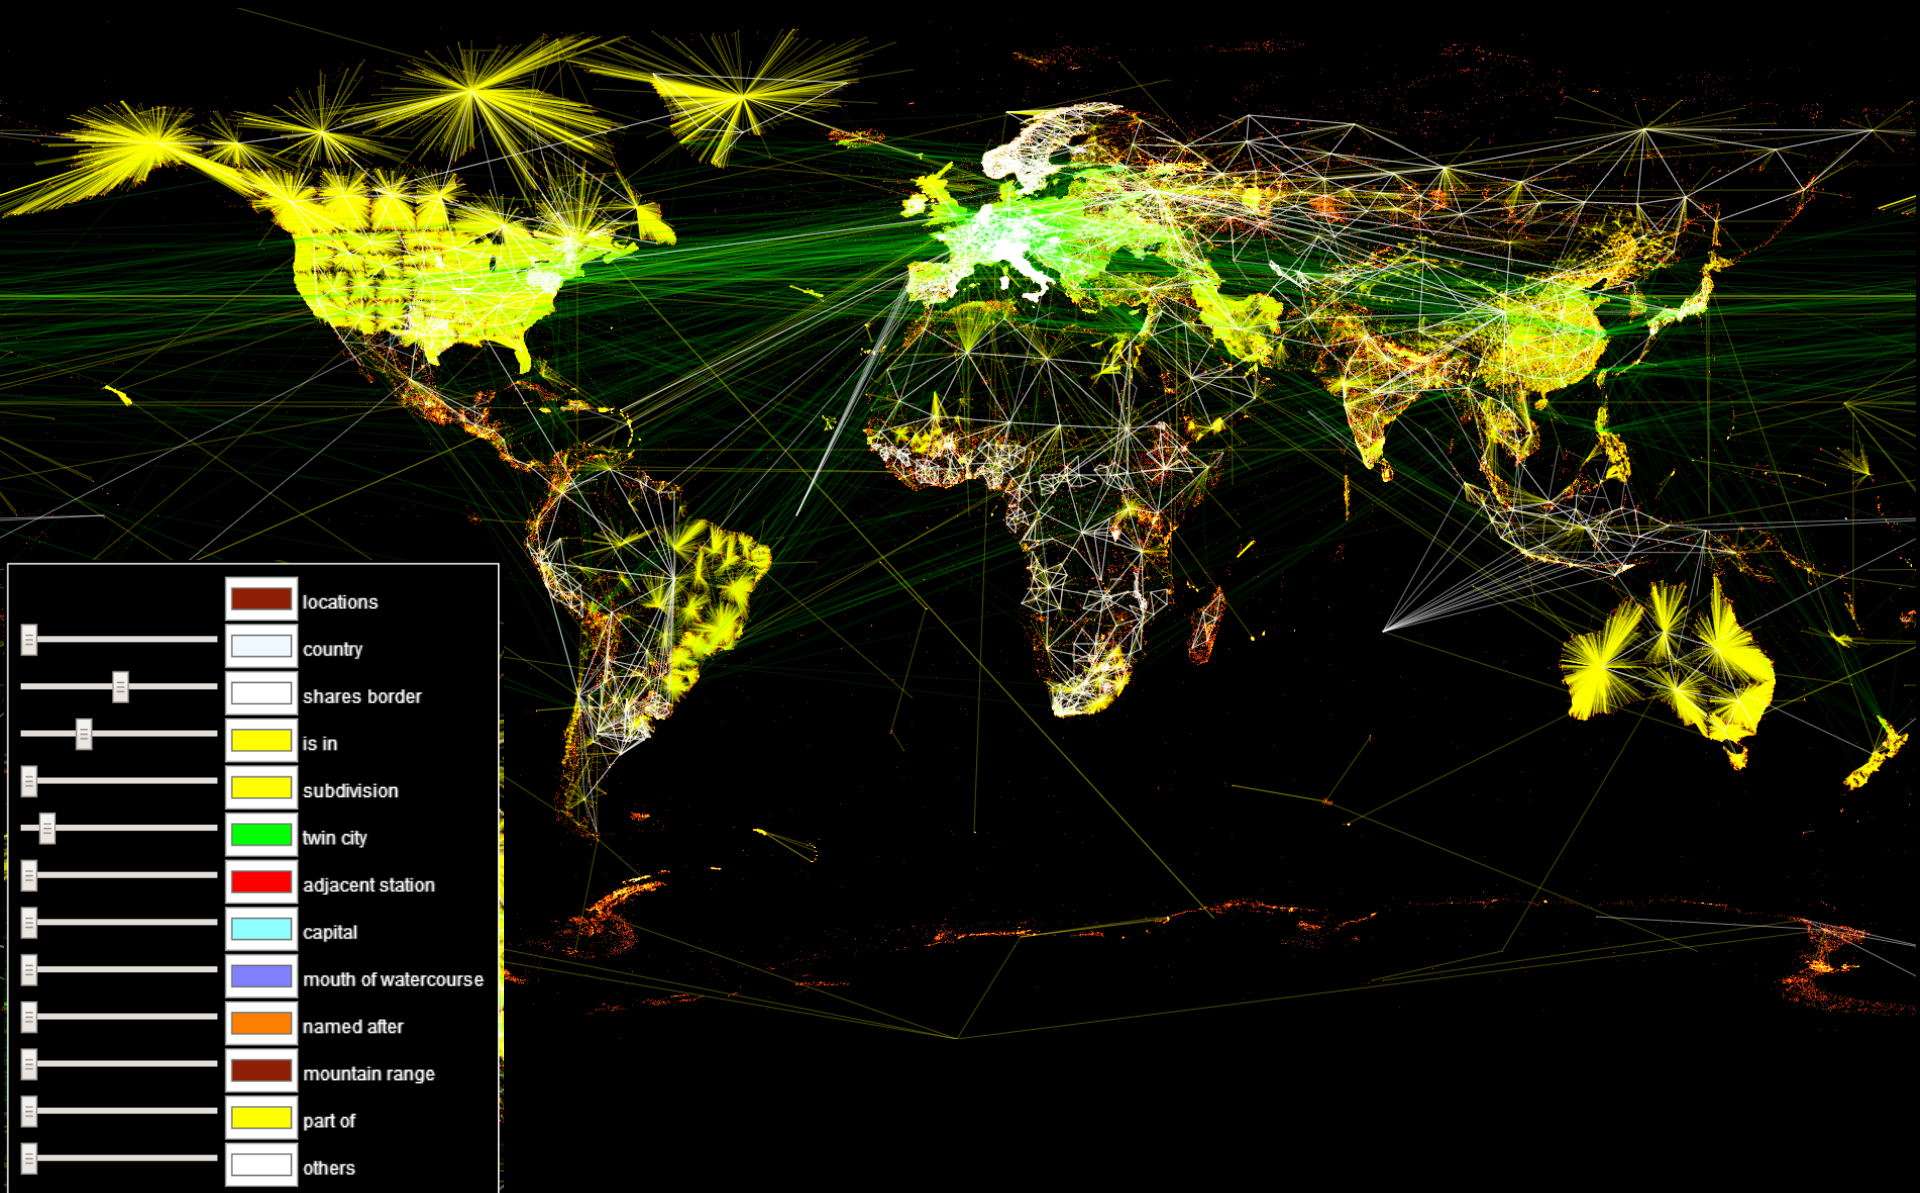 locations
country
shares border
is in
subdivision
twin city
adjacent station
capital
mouth of watercourse
named after
mountain range
part of
others